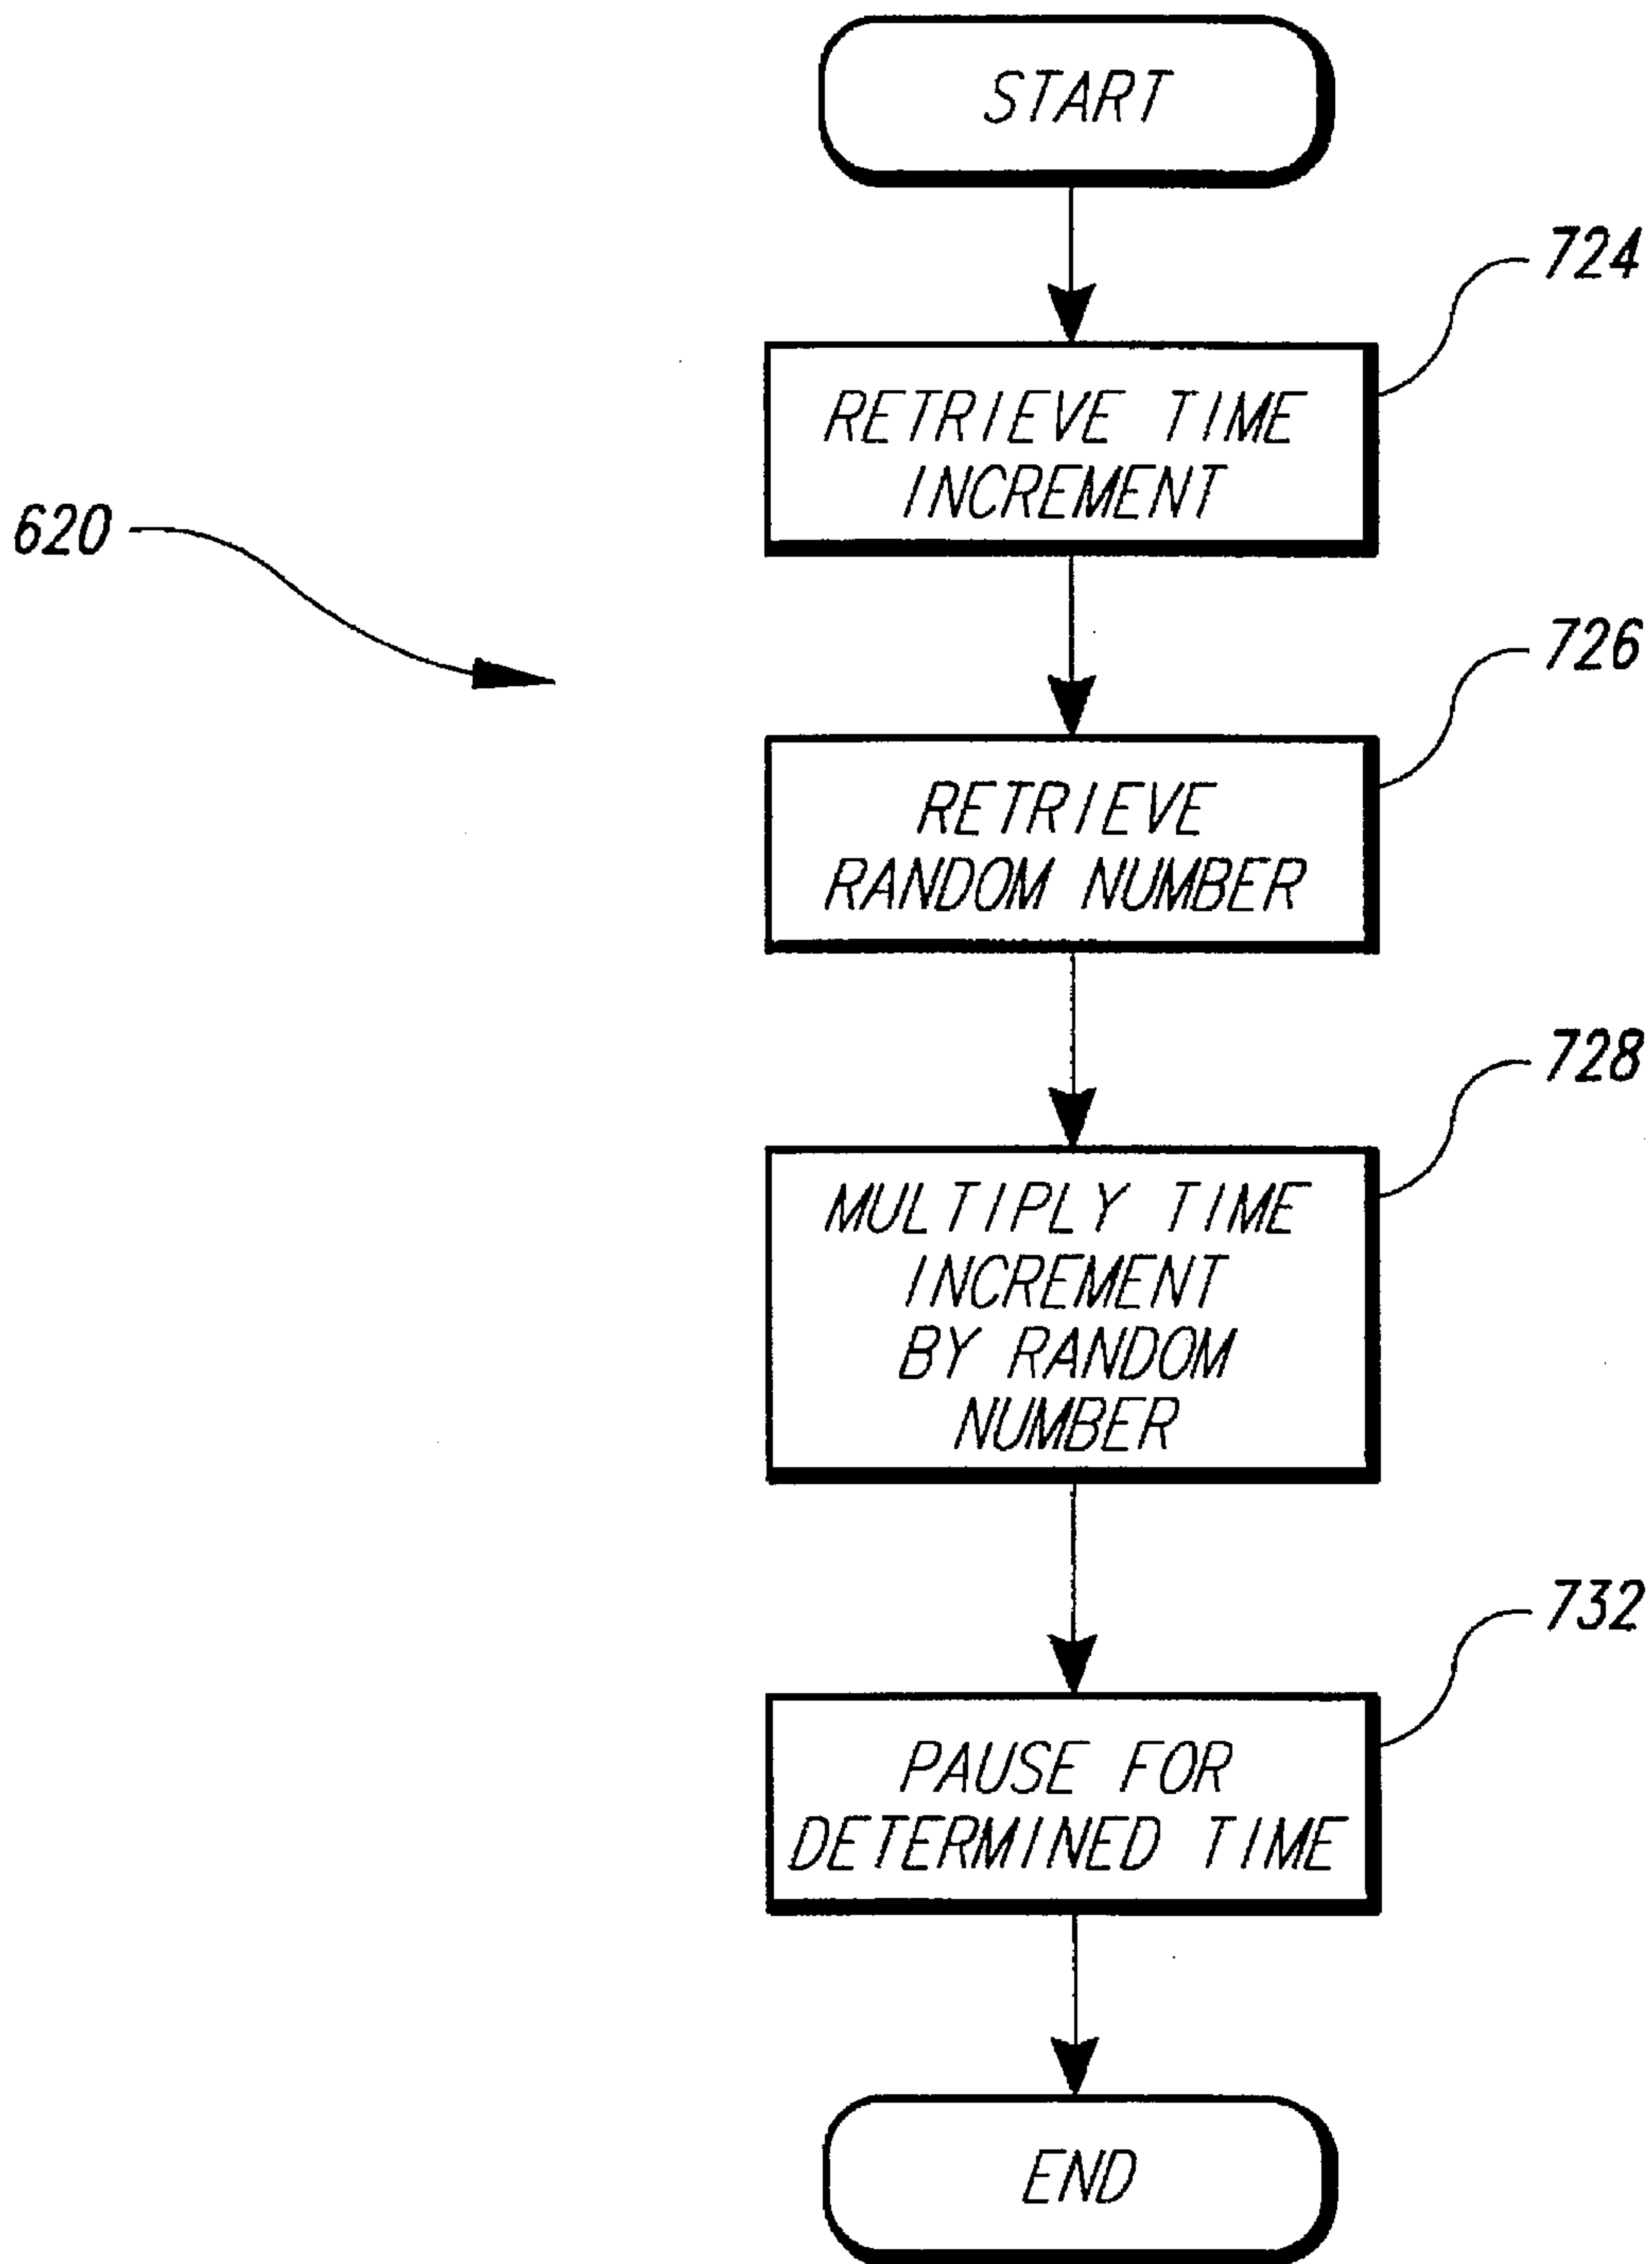 START
724
RETRIEVE TIME
INCREMENT
620
726
RETRIEVE
RANDOM NUMBER
728
MULTIPLY TIME
INCREMENT
BY RANDOM
NUMBER
732
PAUSE FOR
DETERMINED TIME
END